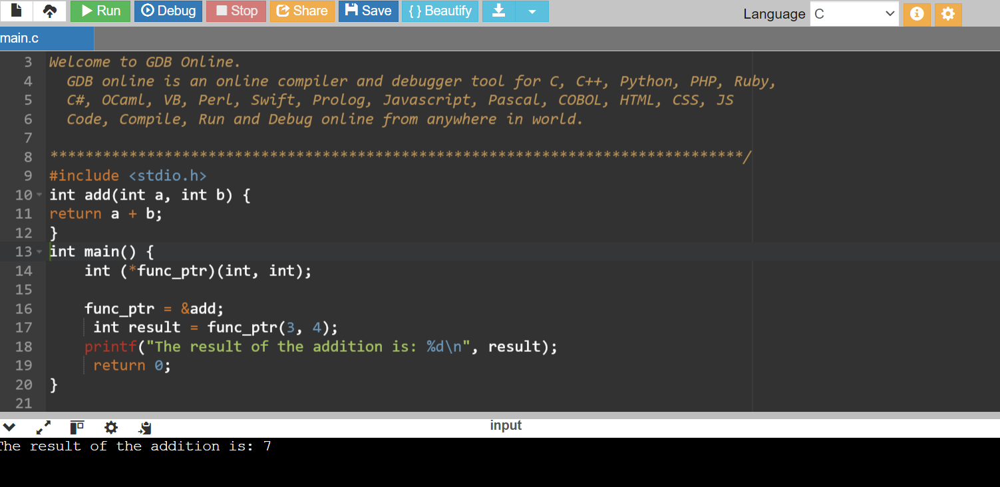 Run Debug Stop Share Save { } Beautify Language C
main.c
3 Welcome to GDB Online.
4 GDB online is an online compiler and debugger tool for C, C++, Python, PHP, Ruby,
5 C#, OCaml, VB, Perl, Swift, Prolog, Javascript, Pascal, COBOL, HTML, CSS, JS
6 Code, Compile, Run and Debug online from anywhere in world.
7
8 *******************************************************************************/
9 #include <stdio.h>
10 int add(int a, int b) {
11 return a + b;
12 }
13 int main() {
14 int (*func_ptr)(int, int);
15
16 func_ptr = &add;
17 int result = func_ptr(3, 4);
18 printf("The result of the addition is: %d\n", result);
19 return 0;
20 }
21
input
The result of the addition is: 7